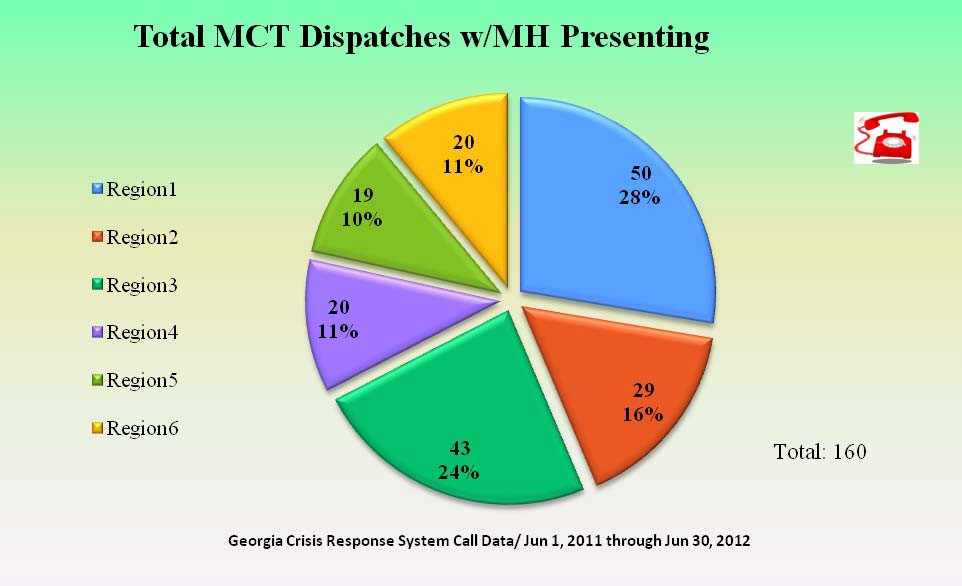 Total MCT Dispatches w/MH Presenting
Region1
Region2
Region3
Region4
Region5
Region6
50
28%
29
16%
43
24%
20
11%
19
10%
20
11%
Total: 160
Georgia Crisis Response System Call Data/ Jun 1, 2011 through Jun 30, 2012